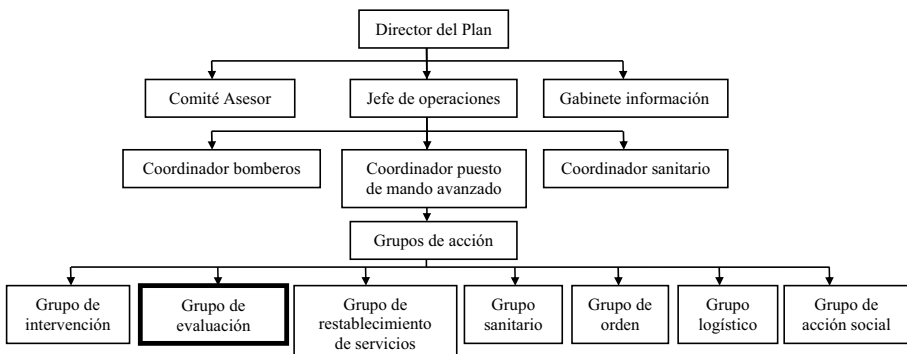 Director del Plan
Comité Asesor
Jefe de operaciones
Gabinete información
Coordinador bomberos
Coordinador puesto
de mando avanzado
Coordinador sanitario
Grupos de acción
Grupo de
intervención
Grupo de
evaluación
Grupo de
restablecimiento
de servicios
Grupo
sanitario
Grupo de
orden
Grupo
logístico
Grupo de
acción social